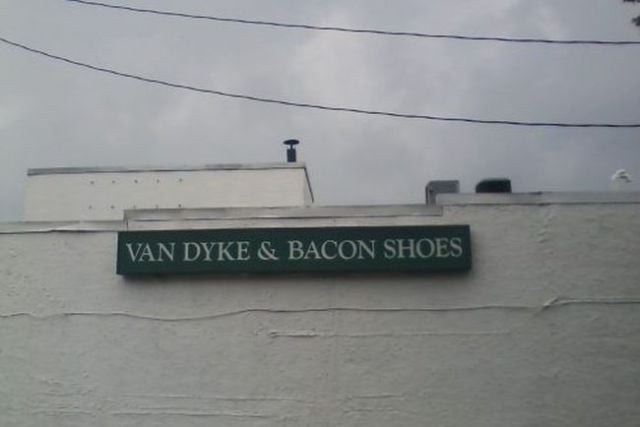 VAN DYKE & BACON SHOES